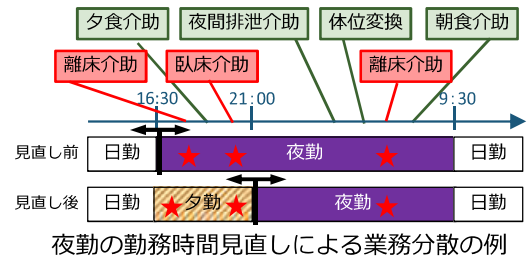 夕食介助 夜間排泄介助 体位変換 朝食介助
離床介助 臥床介助 離床介助
16:30 21:00 9:30
見直し前 日勤 夜勤 日勤
見直し後 日勤 夕勤 夜勤 日勤
夜勤の勤務時間見直しによる業務分散の例